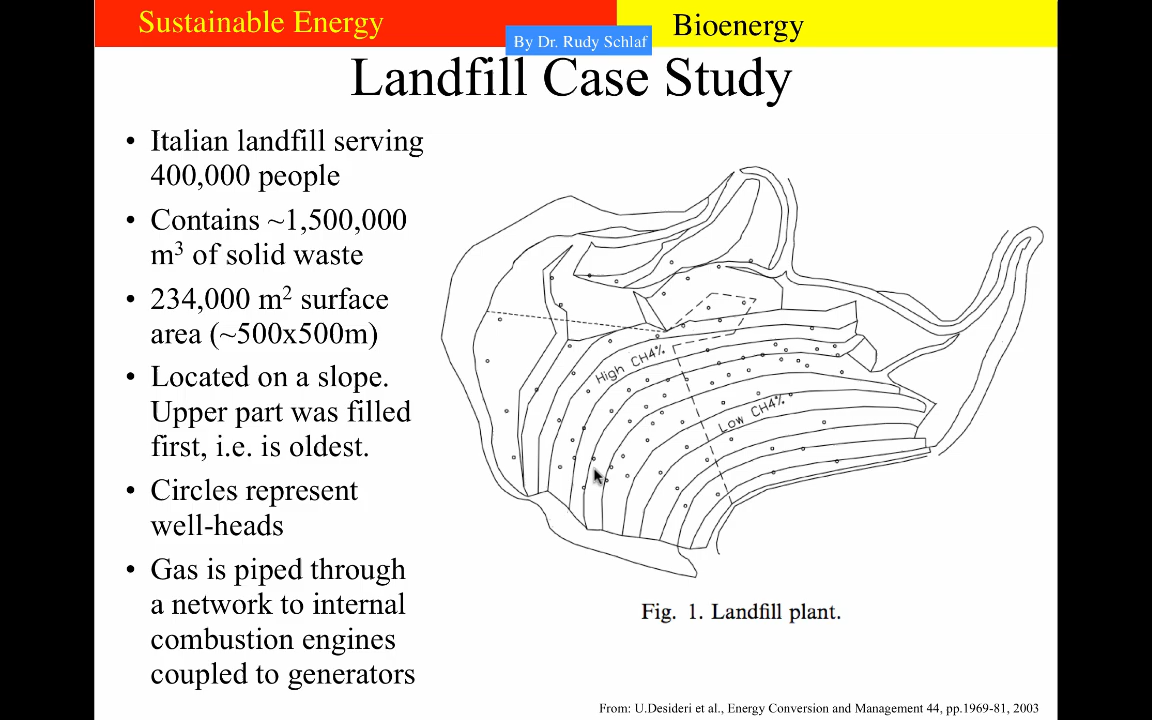 Sustainable Energy
Bioenergy
By Dr. Rudy Schlaf
Landfill Case Study
• Italian landfill serving
400,000 people
• Contains ~1,500,000
m³ of solid waste
• 234,000 m² surface
area (~500x500m)
• Located on a slope.
Upper part was filled
first, i.e. is oldest.
• Circles represent
well-heads
• Gas is piped through
a network to internal
combustion engines
coupled to generators
High CH4%
Low CH4%
Fig. 1. Landfill plant.
From: U.Desideri et al., Energy Conversion and Management 44, pp.1969-81, 2003